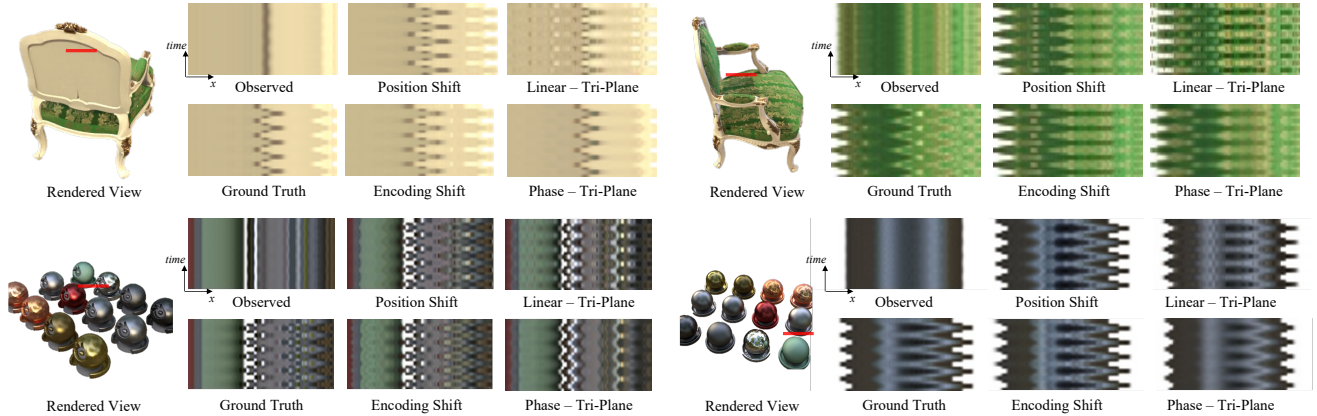 time
x
Observed
Position Shift
Linear – Tri-Plane
Rendered View
Ground Truth
Encoding Shift
Phase – Tri-Plane
time
x
Observed
Position Shift
Linear – Tri-Plane
Rendered View
Ground Truth
Encoding Shift
Phase – Tri-Plane
time
x
Observed
Position Shift
Linear – Tri-Plane
Rendered View
Ground Truth
Encoding Shift
Phase – Tri-Plane
time
x
Observed
Position Shift
Linear – Tri-Plane
Rendered View
Ground Truth
Encoding Shift
Phase – Tri-Plane